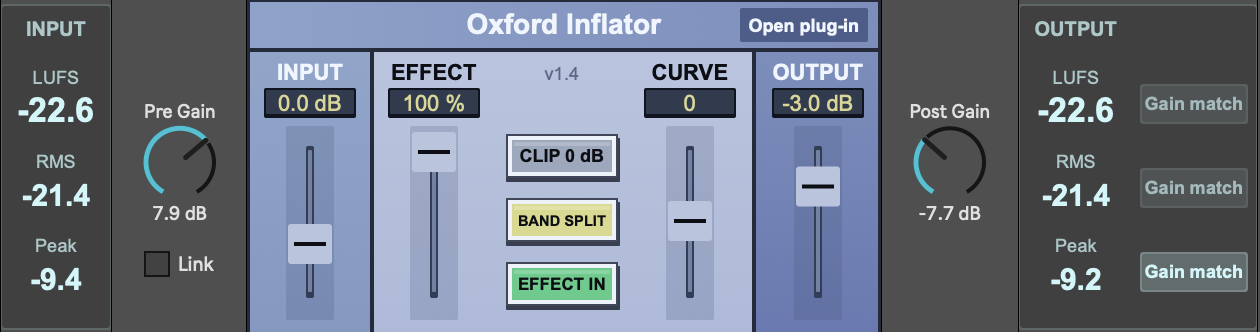 INPUT
LUFS
-22.6
RMS
-21.4
Peak
-9.4
Pre Gain
7.9 dB
Link
Oxford Inflator
Open plug-in
INPUT
0.0 dB
EFFECT
100 %
v1.4
CURVE
0
CLIP 0 dB
BAND SPLIT
EFFECT IN
OUTPUT
-3.0 dB
Post Gain
-7.7 dB
OUTPUT
LUFS
-22.6
Gain match
RMS
-21.4
Gain match
Peak
-9.2
Gain match